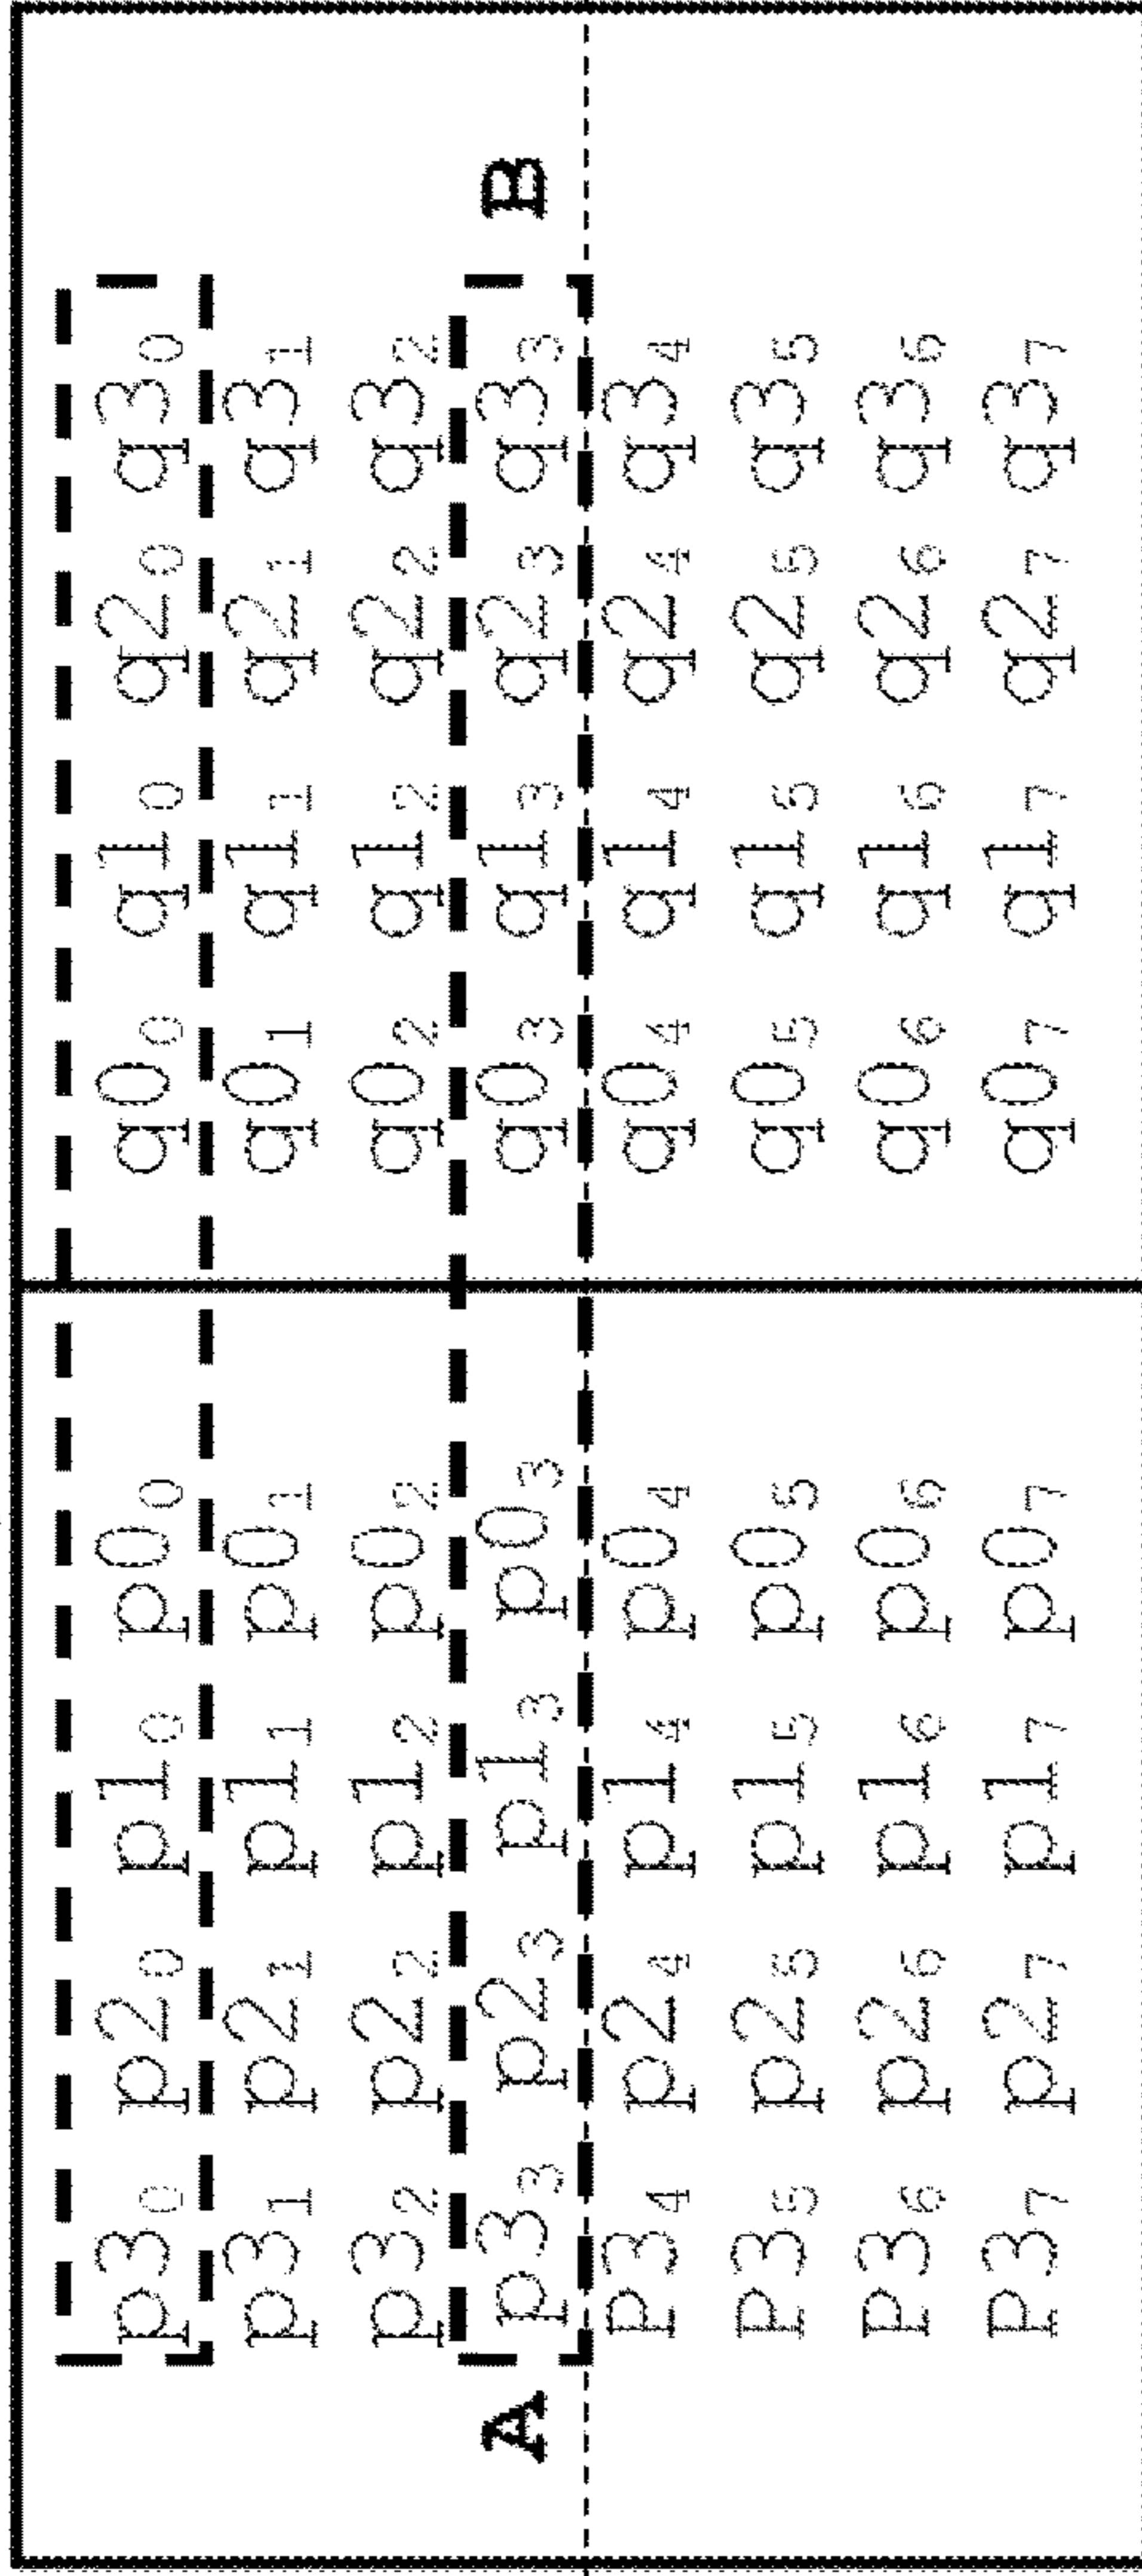 p3₀ p2₀ p1₀ p0₀ q0₀ q1₀ q2₀ q3₀
p3₁ p2₁ p1₁ p0₁ q0₁ q1₁ q2₁ q3₁
p3₂ p2₂ p1₂ p0₂ q0₂ q1₂ q2₂ q3₂
A p3₃ p2₃ p1₃ p0₃ q0₃ q1₃ q2₃ q3₃ B
P3₄ p2₄ p1₄ p0₄ q0₄ q1₄ q2₄ q3₄
P3₅ p2₅ p1₅ p0₅ q0₅ q1₅ q2₅ q3₅
P3₆ p2₆ p1₆ p0₆ q0₆ q1₆ q2₆ q3₆
P3₇ p2₇ p1₇ p0₇ q0₇ q1₇ q2₇ q3₇